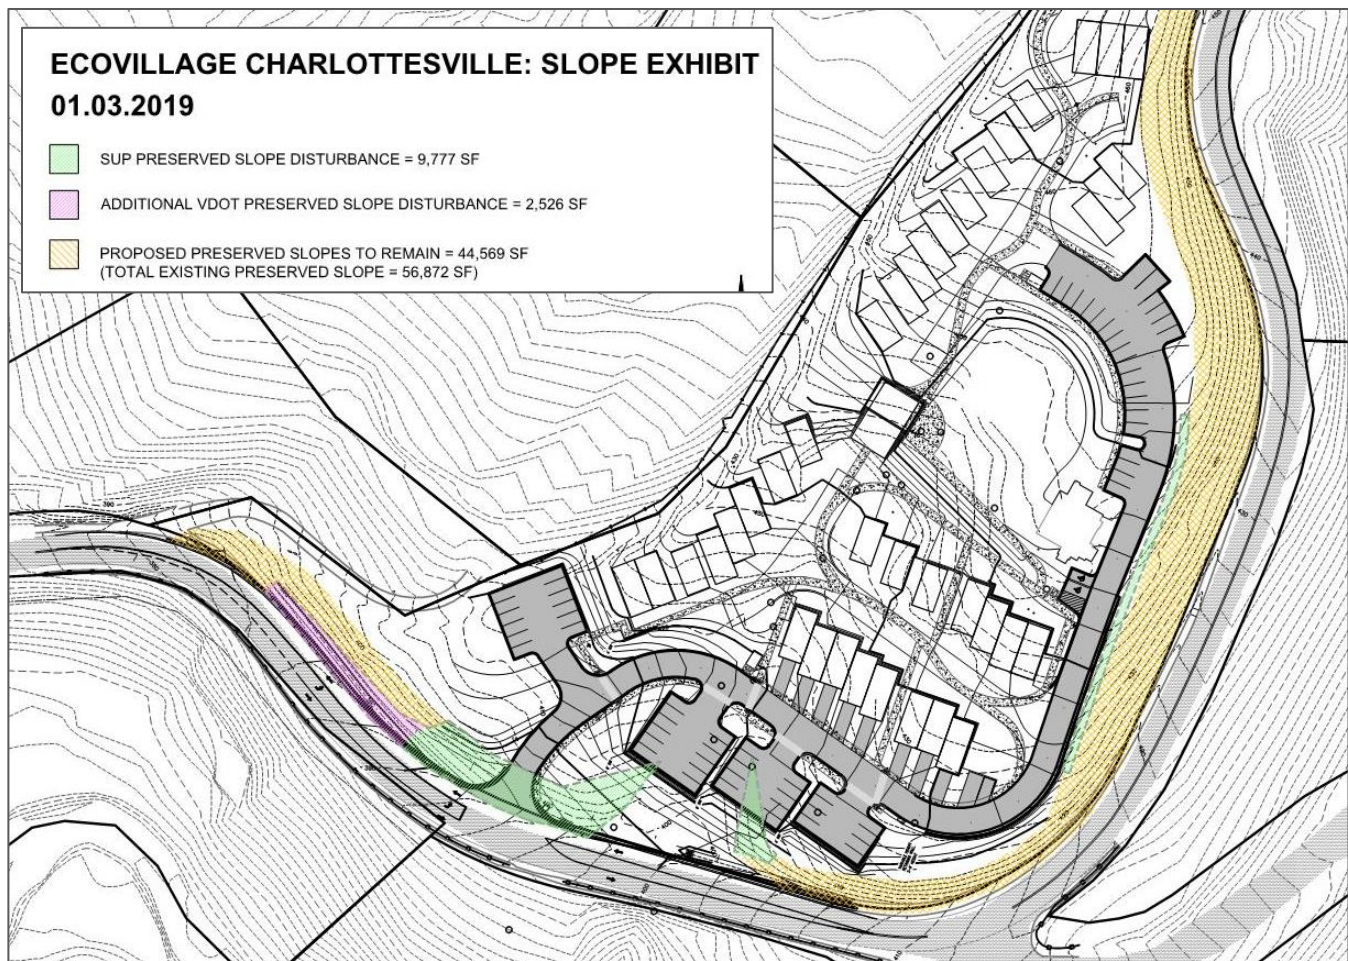 ECOVILLAGE CHARLOTTESVILLE: SLOPE EXHIBIT
01.03.2019
SUP PRESERVED SLOPE DISTURBANCE = 9,777 SF
ADDITIONAL VDOT PRESERVED SLOPE DISTURBANCE = 2,526 SF
PROPOSED PRESERVED SLOPES TO REMAIN = 44,569 SF
(TOTAL EXISTING PRESERVED SLOPE = 56,872 SF)